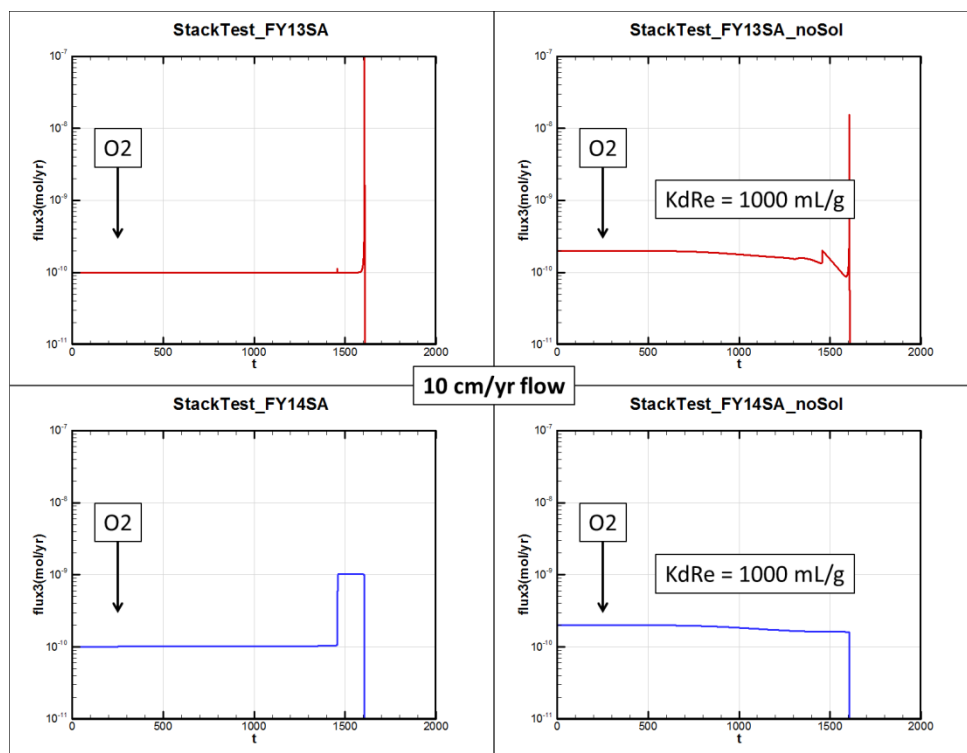 StackTest_FY13SA
flux3(mol/yr)
10^-7
10^-8
10^-9
10^-10
10^-11
O2
0 500 1000 1500 2000
t
StackTest_FY13SA_noSol
flux3(mol/yr)
10^-7
10^-8
10^-9
10^-10
10^-11
O2
KdRe = 1000 mL/g
0 500 1000 1500 2000
t
10 cm/yr flow
StackTest_FY14SA
flux3(mol/yr)
10^-7
10^-8
10^-9
10^-10
10^-11
O2
0 500 1000 1500 2000
t
StackTest_FY14SA_noSol
flux3(mol/yr)
10^-7
10^-8
10^-9
10^-10
10^-11
O2
KdRe = 1000 mL/g
0 500 1000 1500 2000
t